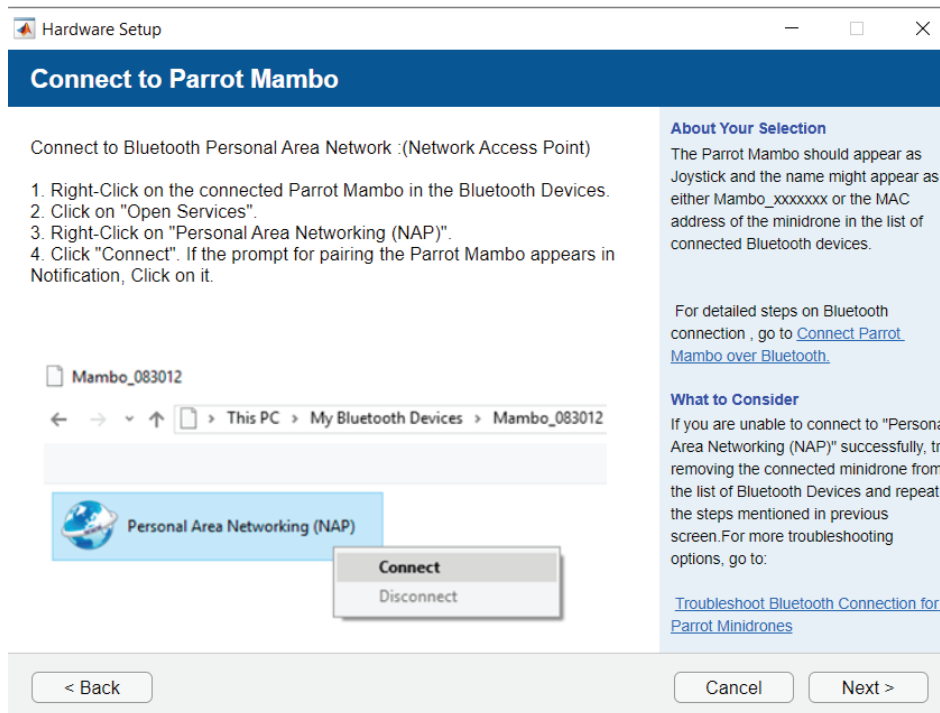 Hardware Setup
Connect to Parrot Mambo
Connect to Bluetooth Personal Area Network :(Network Access Point)
1. Right-Click on the connected Parrot Mambo in the Bluetooth Devices.
2. Click on "Open Services".
3. Right-Click on "Personal Area Networking (NAP)".
4. Click "Connect". If the prompt for pairing the Parrot Mambo appears in
Notification, Click on it.
Mambo_083012
This PC > My Bluetooth Devices > Mambo_083012
Personal Area Networking (NAP)
Connect
Disconnect
About Your Selection
The Parrot Mambo should appear as
Joystick and the name might appear as
either Mambo_xxxxxxx or the MAC
address of the minidrone in the list of
connected Bluetooth devices.
For detailed steps on Bluetooth
connection , go to Connect Parrot
Mambo over Bluetooth.
What to Consider
If you are unable to connect to "Persona
Area Networking (NAP)" successfully, tr
removing the connected minidrone from
the list of Bluetooth Devices and repeat
the steps mentioned in previous
screen.For more troubleshooting
options, go to:
Troubleshoot Bluetooth Connection for
Parrot Minidrones
< Back
Cancel
Next >